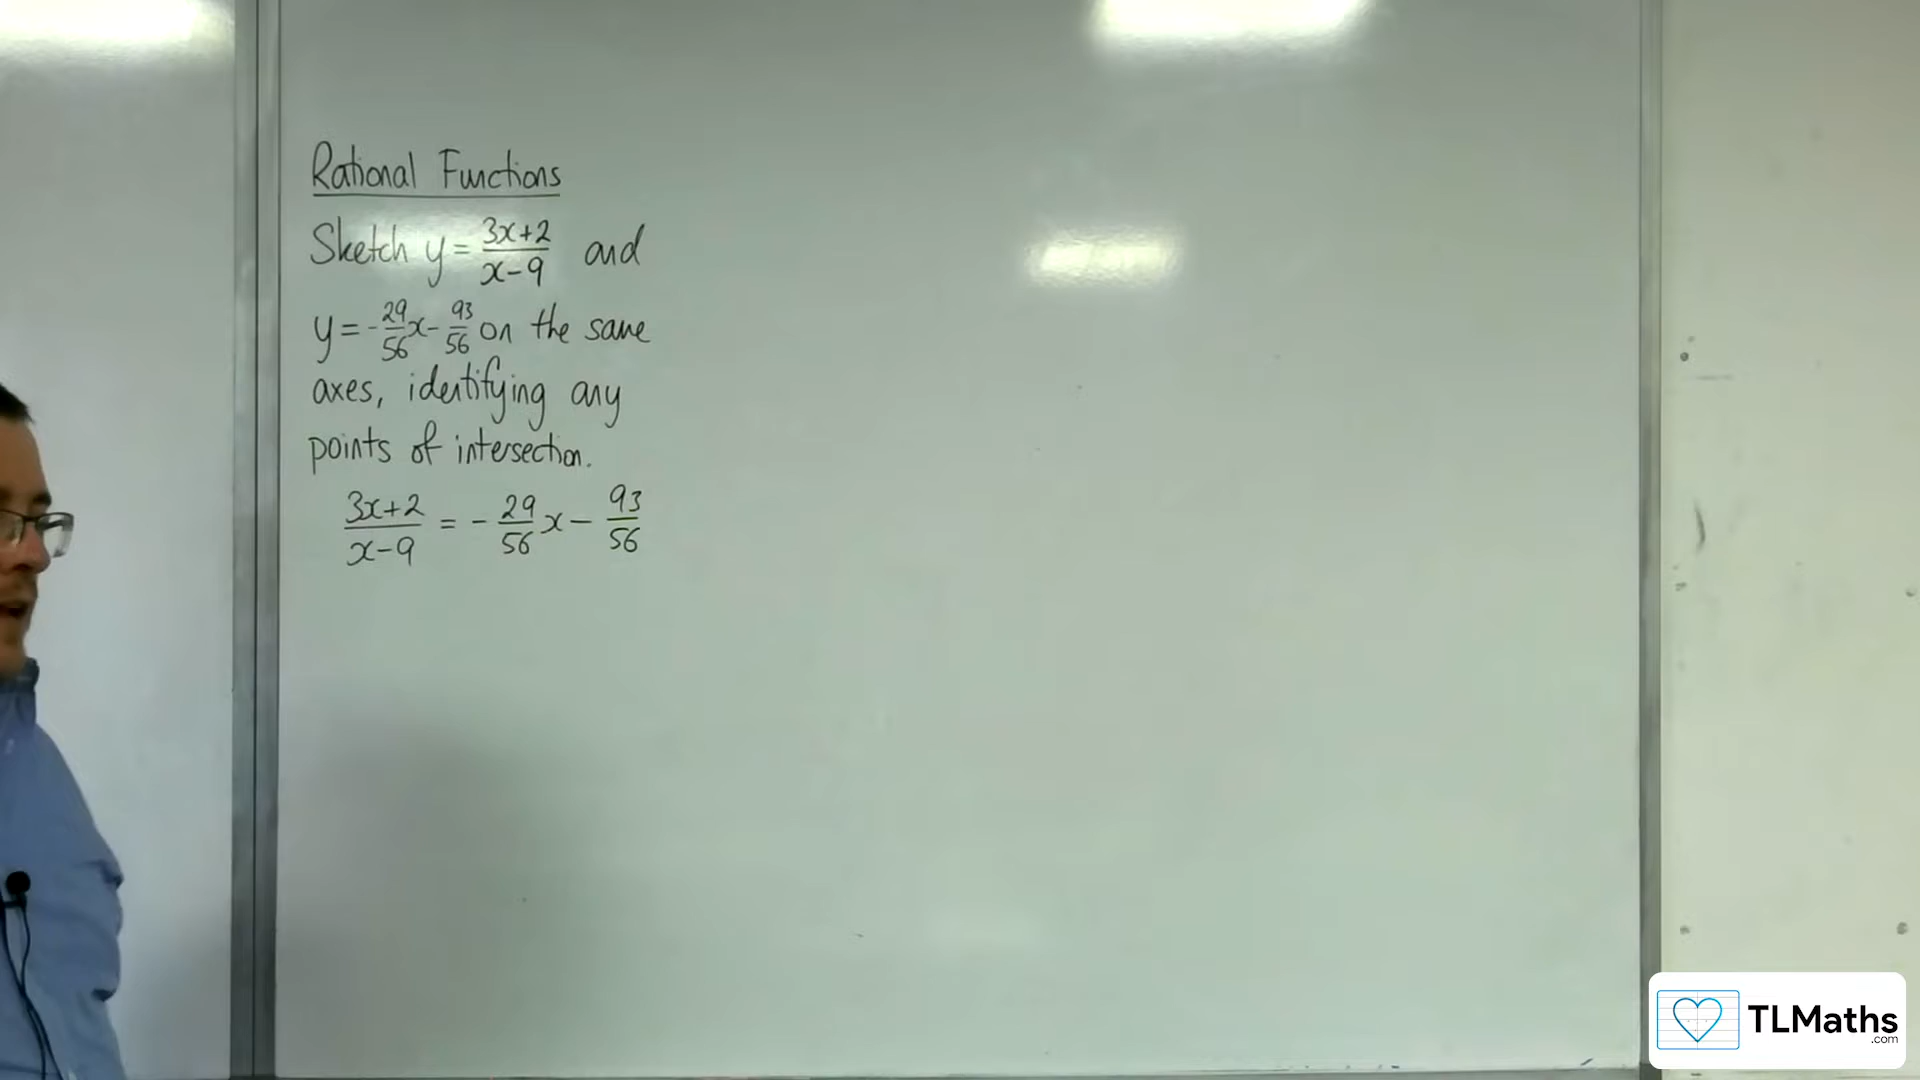 Rational Functions
Sketch y = (3x+2)/(x-9) and
y = -29/56 x - 93/56 on the same
axes, identifying any
points of intersection.
(3x+2)/(x-9) = -29/56 x - 93/56
TLMaths
.com